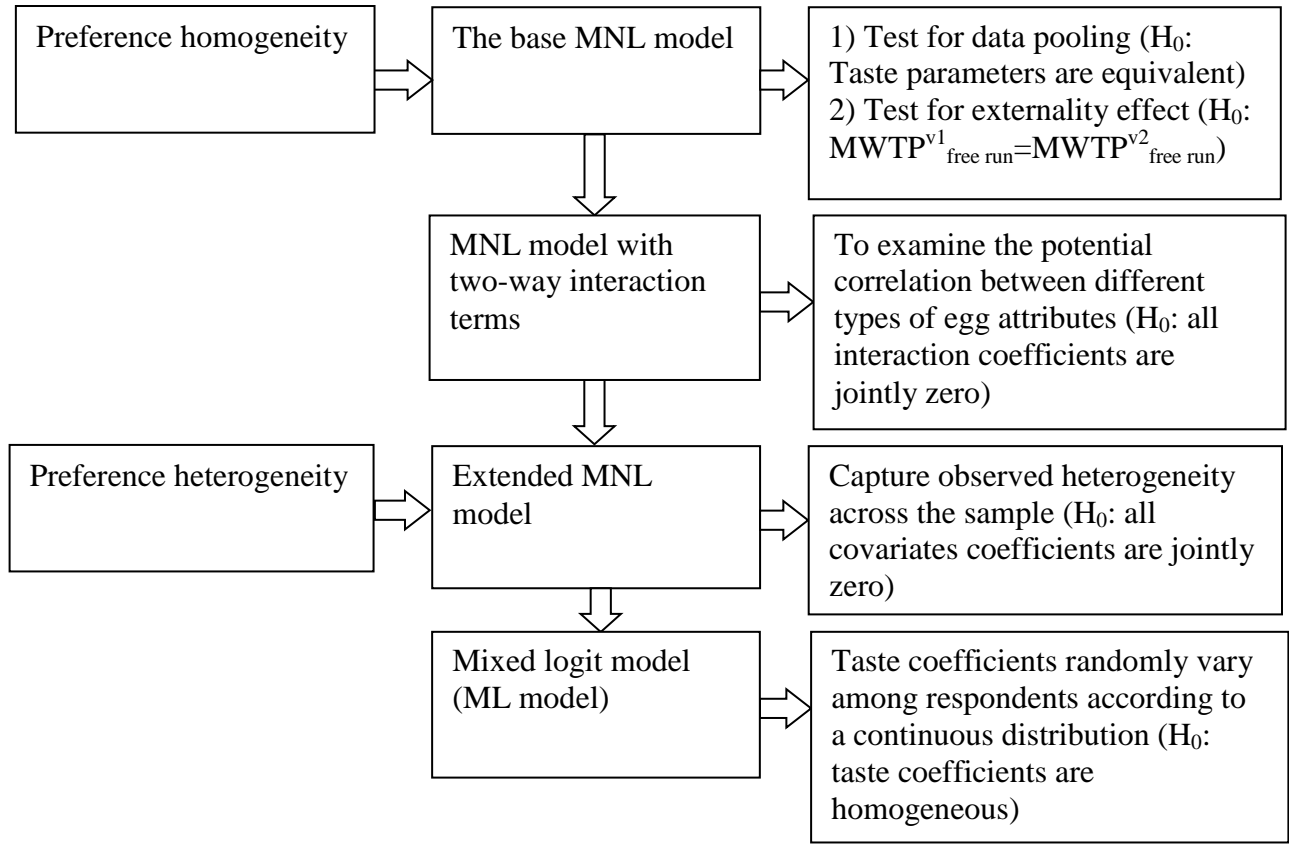 Preference homogeneity
The base MNL model
1) Test for data pooling (H₀:
Taste parameters are equivalent)
2) Test for externality effect (H₀:
MWTPᵛ¹free run=MWTPᵛ²free run)
MNL model with
two-way interaction
terms
To examine the potential
correlation between different
types of egg attributes (H₀: all
interaction coefficients are
jointly zero)
Preference heterogeneity
Extended MNL
model
Capture observed heterogeneity
across the sample (H₀: all
covariates coefficients are jointly
zero)
Mixed logit model
(ML model)
Taste coefficients randomly vary
among respondents according to
a continuous distribution (H₀:
taste coefficients are
homogeneous)